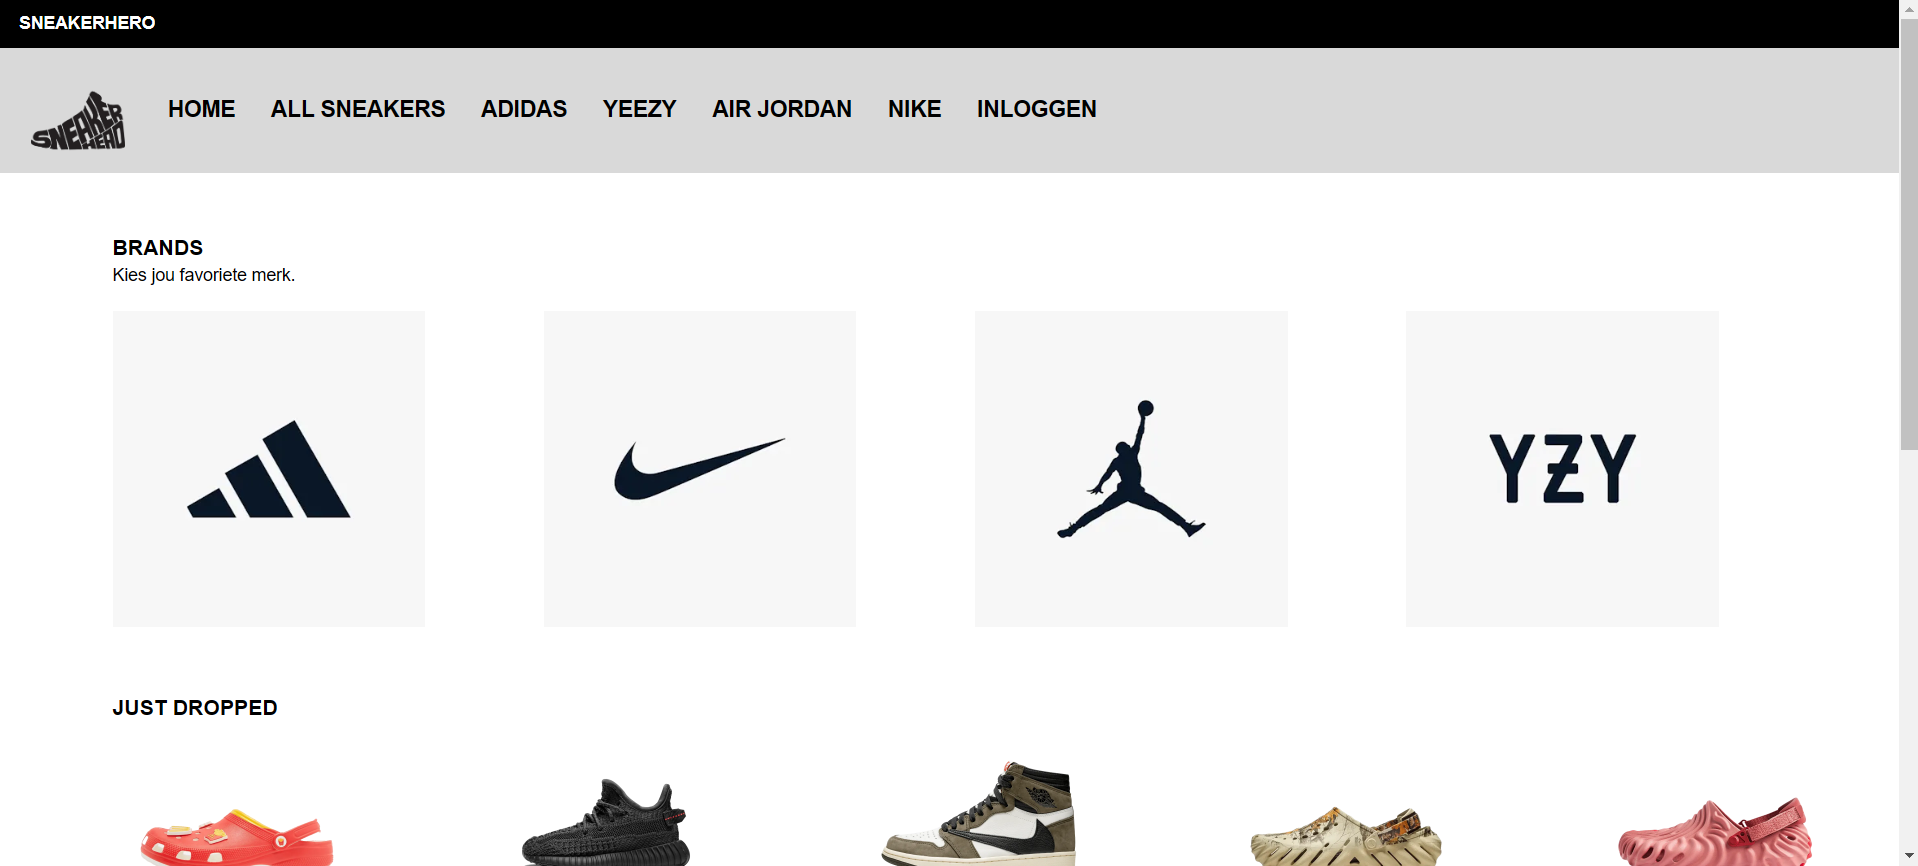 SNEAKERHERO
SNEAKER
HERO
HOME ALL SNEAKERS ADIDAS YEEZY AIR JORDAN NIKE INLOGGEN
BRANDS
Kies jou favoriete merk.
YZY
JUST DROPPED